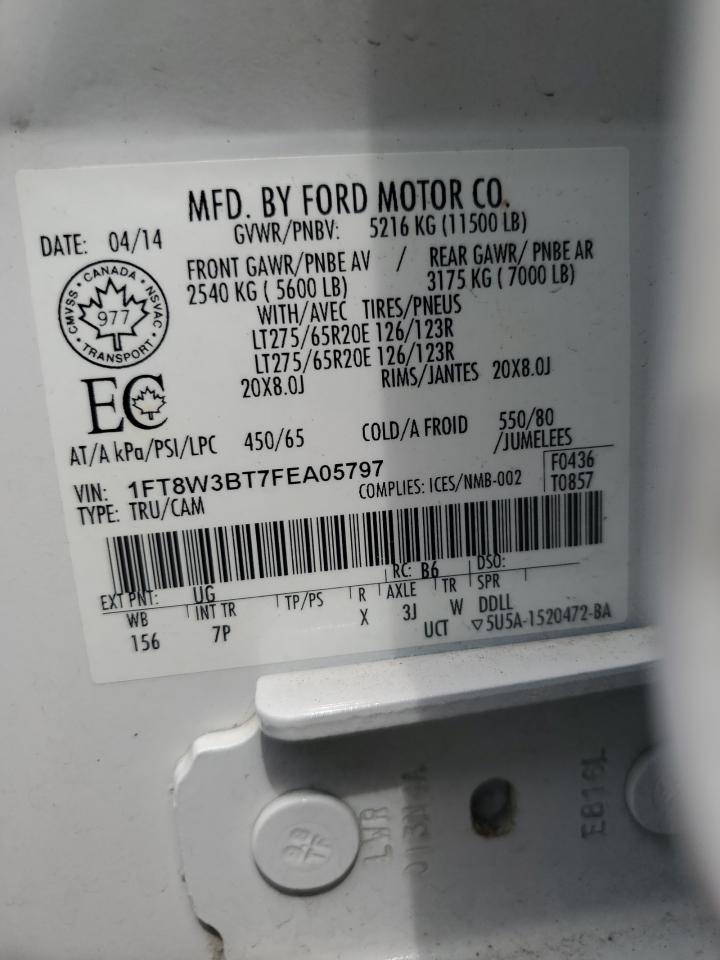 MFD. BY FORD MOTOR CO.
DATE: 04/14
GVWR/PNBV: 5216 KG (11500 LB)
FRONT GAWR/PNBE AV / REAR GAWR/ PNBE AR
2540 KG ( 5600 LB) 3175 KG ( 7000 LB)
WITH/AVEC TIRES/PNEUS
LT275/65R20E 126/123R
LT275/65R20E 126/123R
20X8.0J RIMS/JANTES 20X8.0J
CMVSS · CANADA · NSVAC · TRANSPORT ·
977
EC
AT/A kPa/PSI/LPC 450/65 COLD/A FROID 550/80
/JUMELEES
VIN: 1FT8W3BT7FEA05797
TYPE: TRU/CAM COMPLIES: ICES/NMB-002
F0436
T0857
EXT PNT: UG RC: B6 DSO:
WB INT TR TP/PS R AXLE TR SPR
156 7P X 3J W DDLL
UCT ▽5U5A-1520472-BA
LWR
E816L